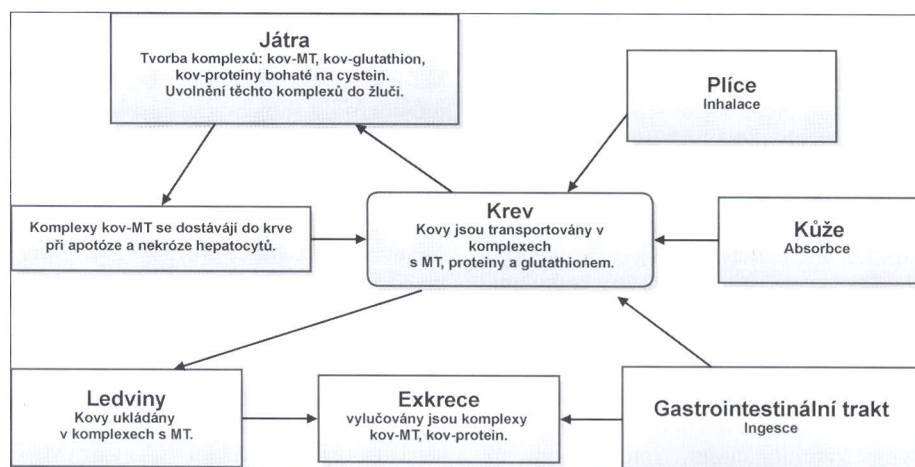 Játra
Tvorba komplexů: kov-MT, kov-glutathion,
kov-proteiny bohaté na cystein.
Uvolnění těchto komplexů do žluči.
Plíce
Inhalace
Komplexy kov-MT se dostávájí do krve
při apotóze a nekróze hepatocytů.
Krev
Kovy jsou transportovány v
komplexech
s MT, proteiny a glutathionem.
Kůže
Absorbce
Ledviny
Kovy ukládány
v komplexech s MT.
Exkrece
vylučovány jsou komplexy
kov-MT, kov-protein.
Gastrointestinální trakt
Ingesce